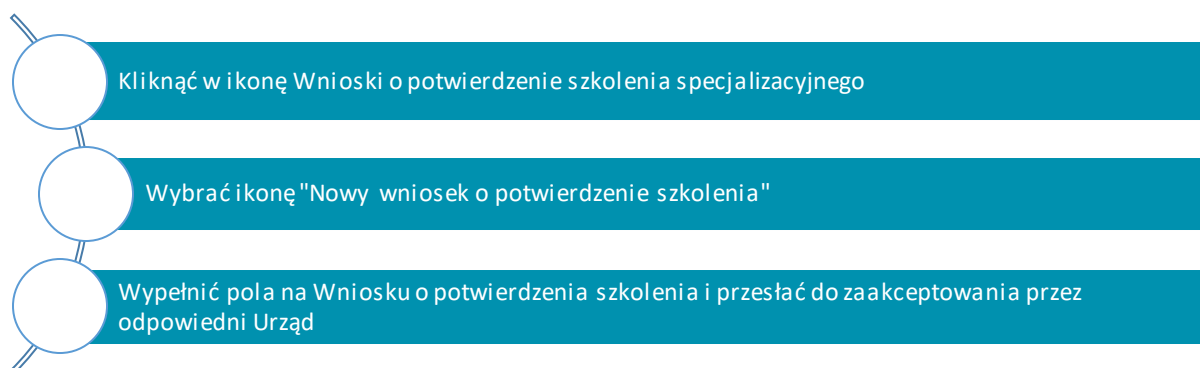 Kliknąć w ikonę Wnioski o potwierdzenie szkolenia specjalizacyjnego
Wybrać ikonę "Nowy wniosek o potwierdzenie szkolenia"
Wypełnić pola na Wniosku o potwierdzenia szkolenia i przesłać do zaakceptowania przez
odpowiedni Urząd